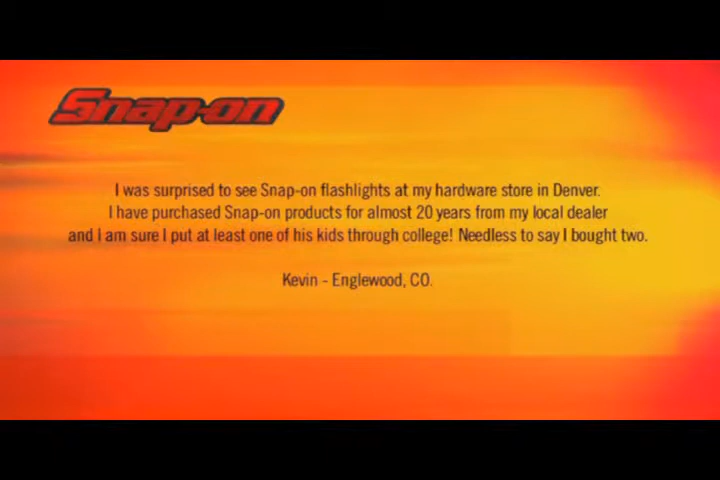 Snap-on
I was surprised to see Snap-on flashlights at my hardware store in Denver.
I have purchased Snap-on products for almost 20 years from my local dealer
and I am sure I put at least one of his kids through college! Needless to say I bought two.
Kevin - Englewood, CO.